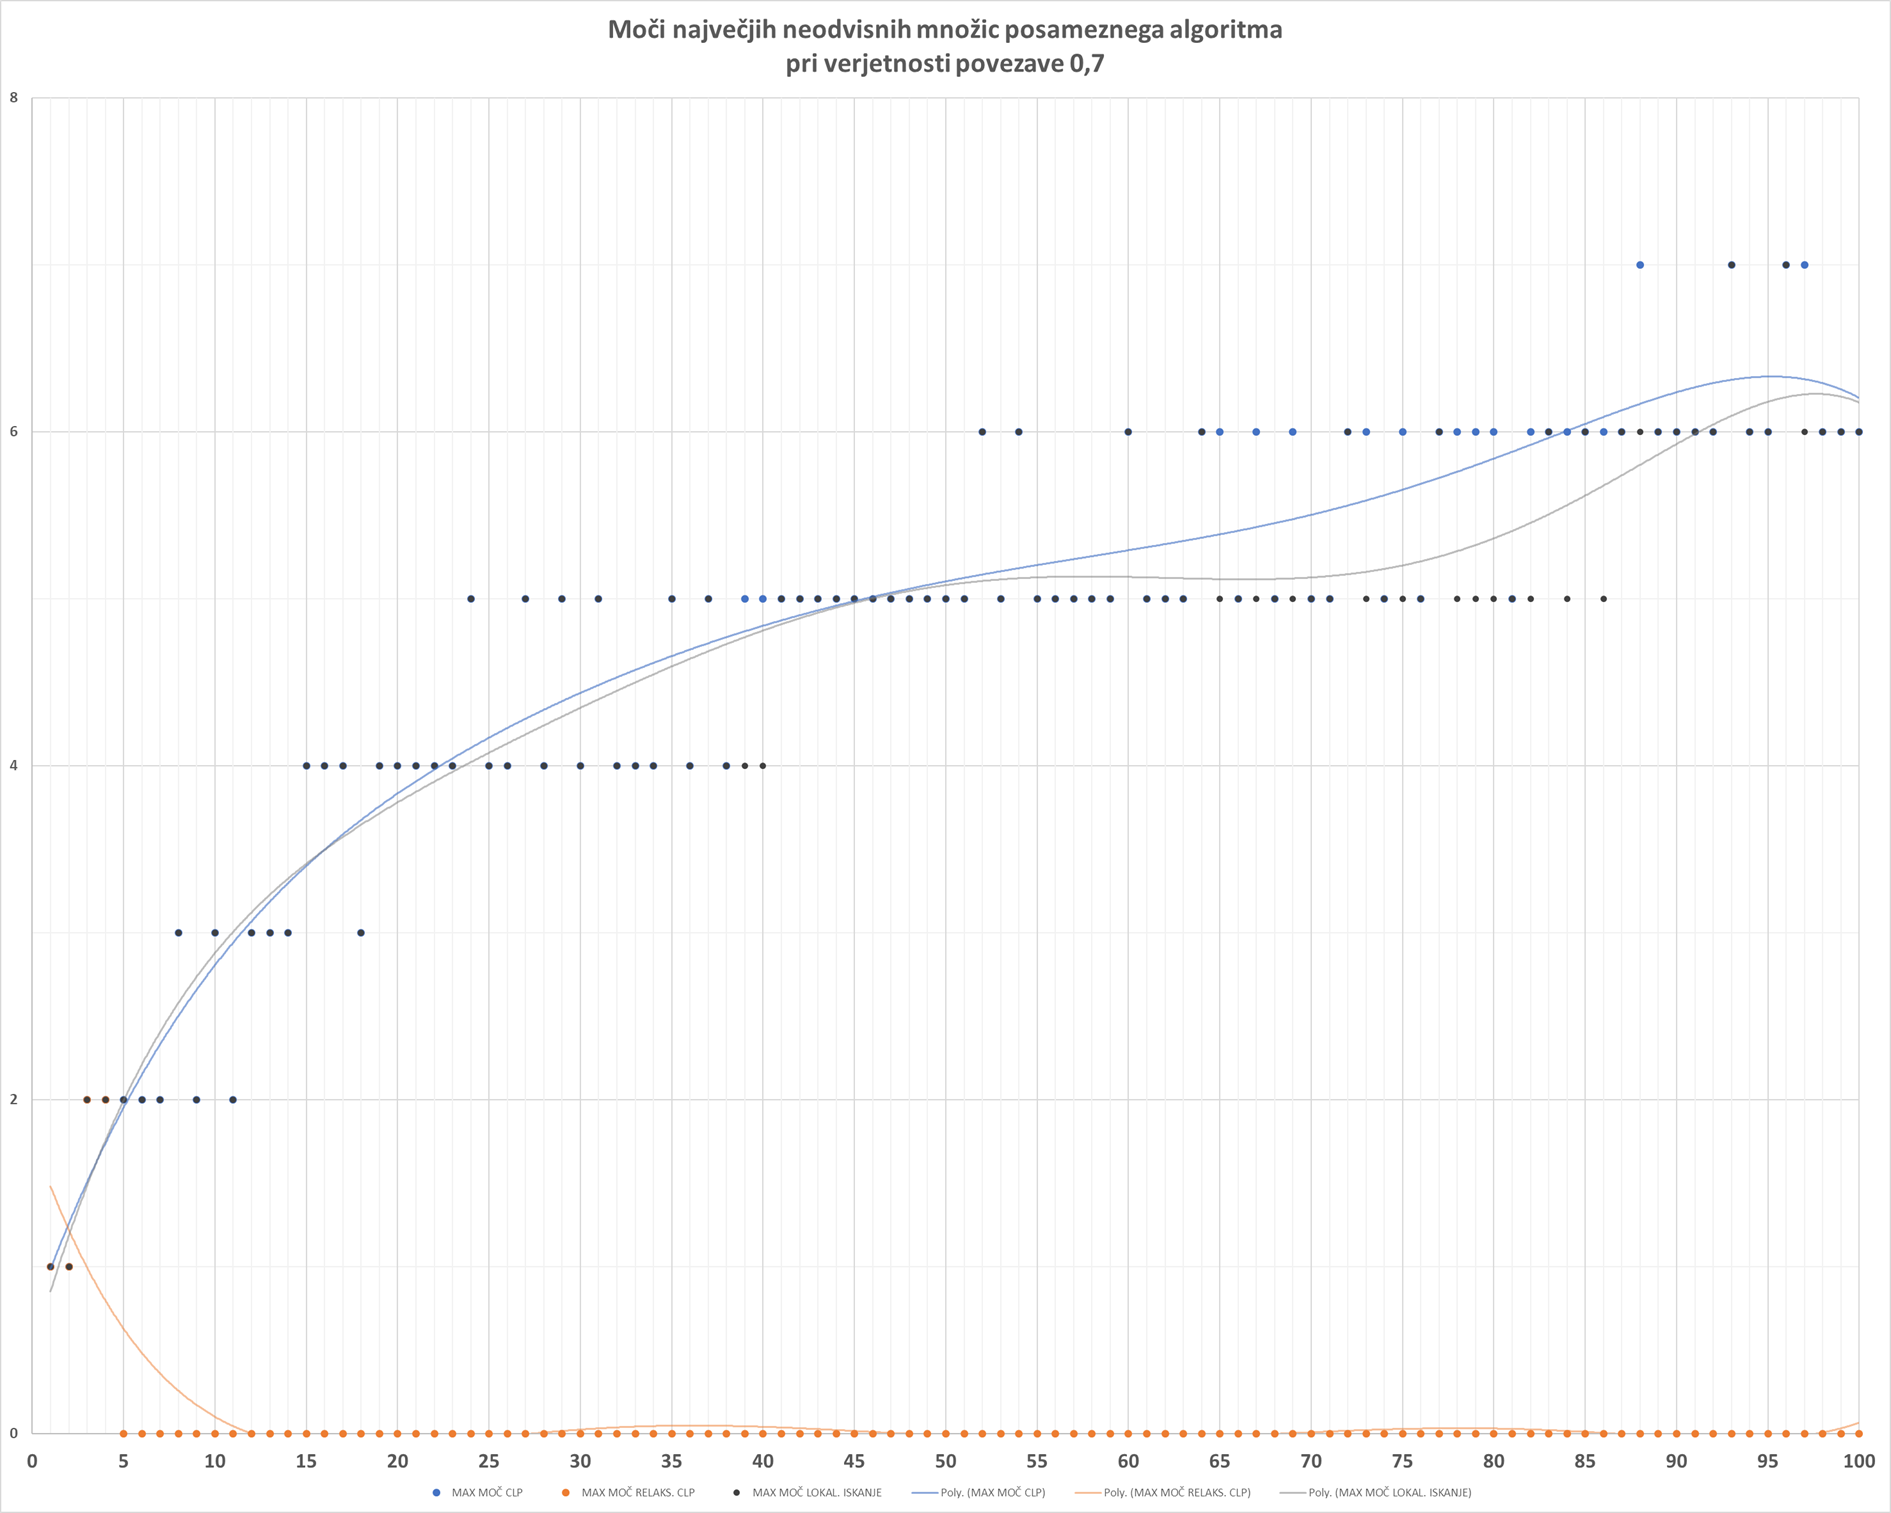 Moči največjih neodvisnih množic posameznega algoritma
pri verjetnosti povezave 0,7
8
6
4
2
0
0 5 10 15 20 25 30 35 40 45 50 55 60 65 70 75 80 85 90 95 100
MAX MOČ CLP MAX MOČ RELAKS. CLP MAX MOČ LOKAL. ISKANJE Poly. (MAX MOČ CLP) Poly. (MAX MOČ RELAKS. CLP) Poly. (MAX MOČ LOKAL. ISKANJE)